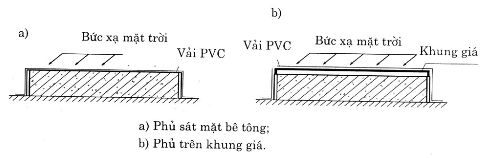 a)
Bức xạ mặt trời
Vải PVC
b)
Vải PVC
Bức xạ mặt trời
Khung giá
a) Phủ sát mặt bê tông;
b) Phủ trên khung giá.